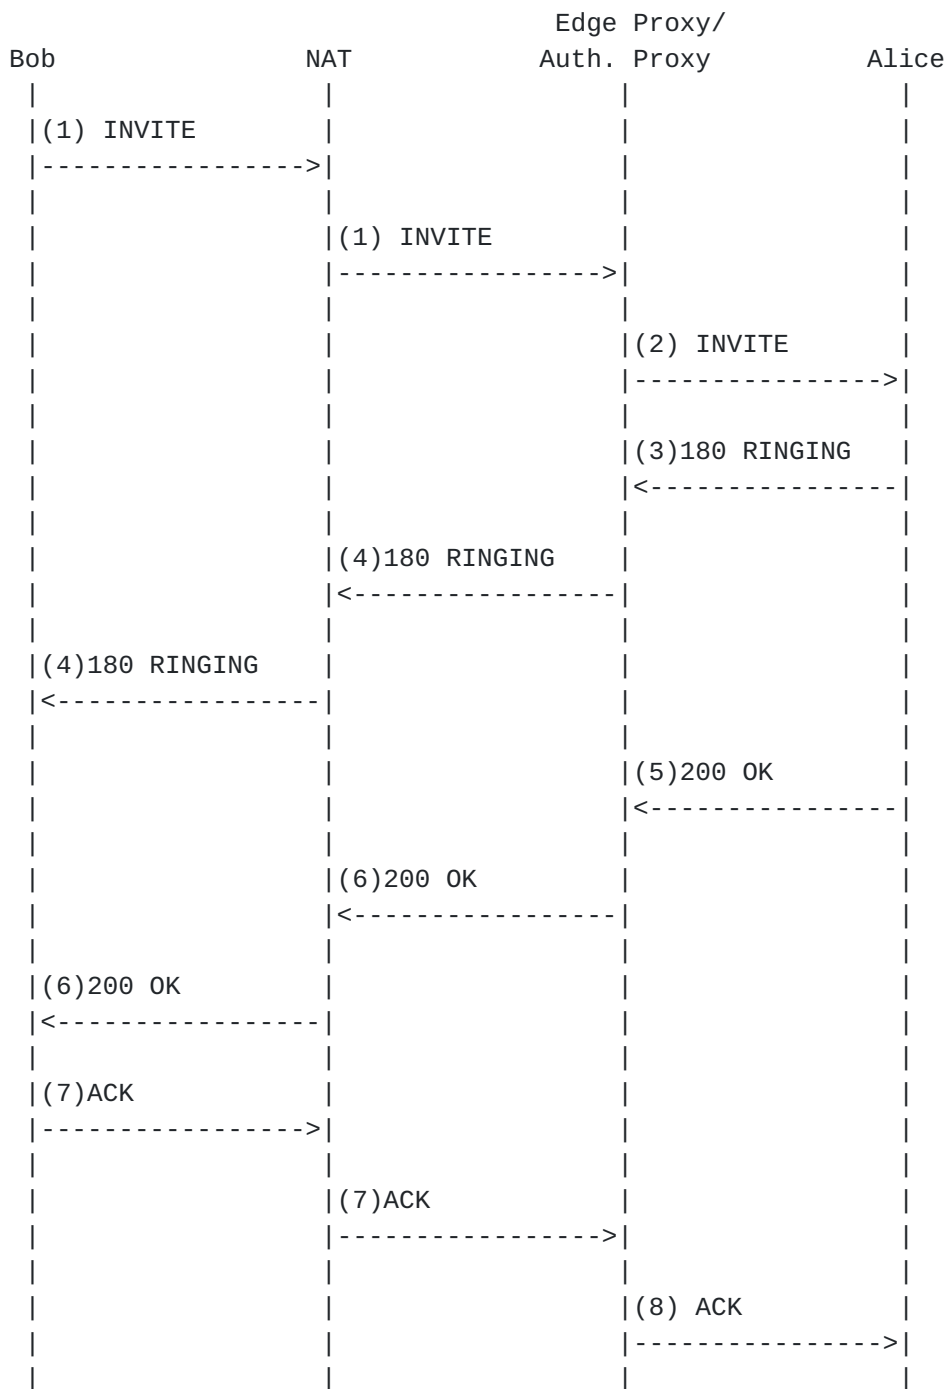 Edge Proxy/
Bob NAT Auth. Proxy Alice
(1) INVITE
(1) INVITE
(2) INVITE
(3)180 RINGING
(4)180 RINGING
(4)180 RINGING
(5)200 OK
(6)200 OK
(6)200 OK
(7)ACK
(7)ACK
(8) ACK